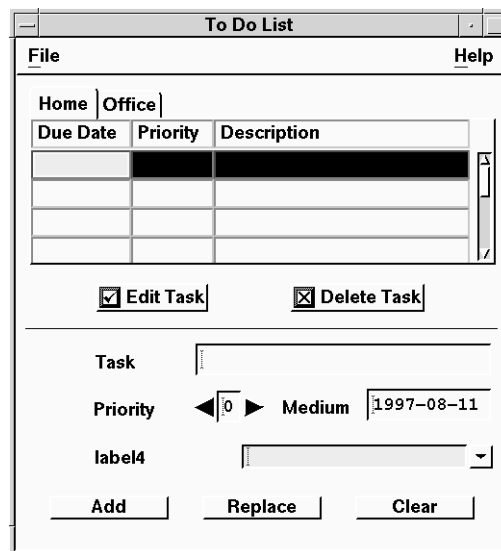 To Do List
File Help
Home Office
Due Date Priority Description
Edit Task Delete Task
Task
Priority 0 Medium 1997-08-11
label4
Add Replace Clear